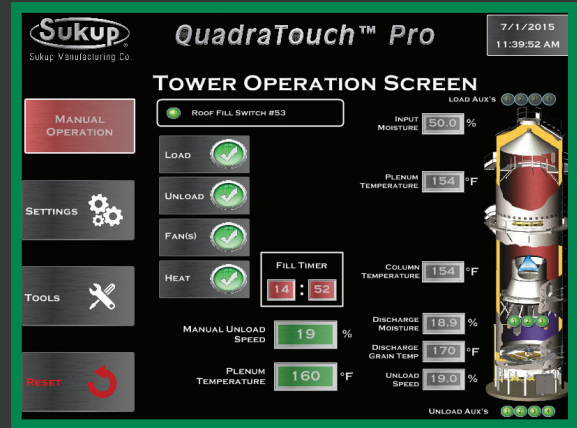 Sukup
Sukup Manufacturing Co.
QuadraTouch™ Pro
7/1/2015
11:39:52 AM
TOWER OPERATION SCREEN
LOAD AUX'S
MANUAL
OPERATION
ROOF FILL SWITCH #53
INPUT
MOISTURE
50.0 %
LOAD
PLENUM
TEMPERATURE
154 °F
UNLOAD
SETTINGS
FAN(S)
HEAT
FILL TIMER
14 : 52
COLUMN
TEMPERATURE
154 °F
TOOLS
MANUAL UNLOAD
SPEED
19 %
DISCHARGE
MOISTURE
18.9 %
DISCHARGE
GRAIN TEMP
170 °F
RESET
PLENUM
TEMPERATURE
160 °F
UNLOAD
SPEED
19.0 %
UNLOAD AUX'S